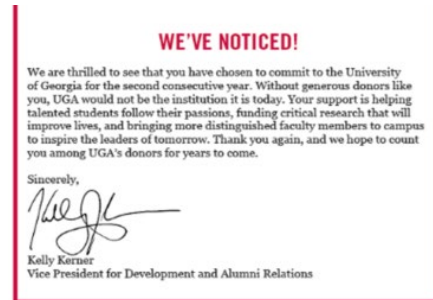 WE'VE NOTICED!
We are thrilled to see that you have chosen to commit to the University
of Georgia for the second consecutive year. Without generous donors like
you, UGA would not be the institution it is today. Your support is helping
talented students follow their passions, funding critical research that will
improve lives, and bringing more distinguished faculty members to campus
to inspire the leaders of tomorrow. Thank you again, and we hope to count
you among UGA's donors for years to come.
Sincerely,
Kelly Kerner
Vice President for Development and Alumni Relations